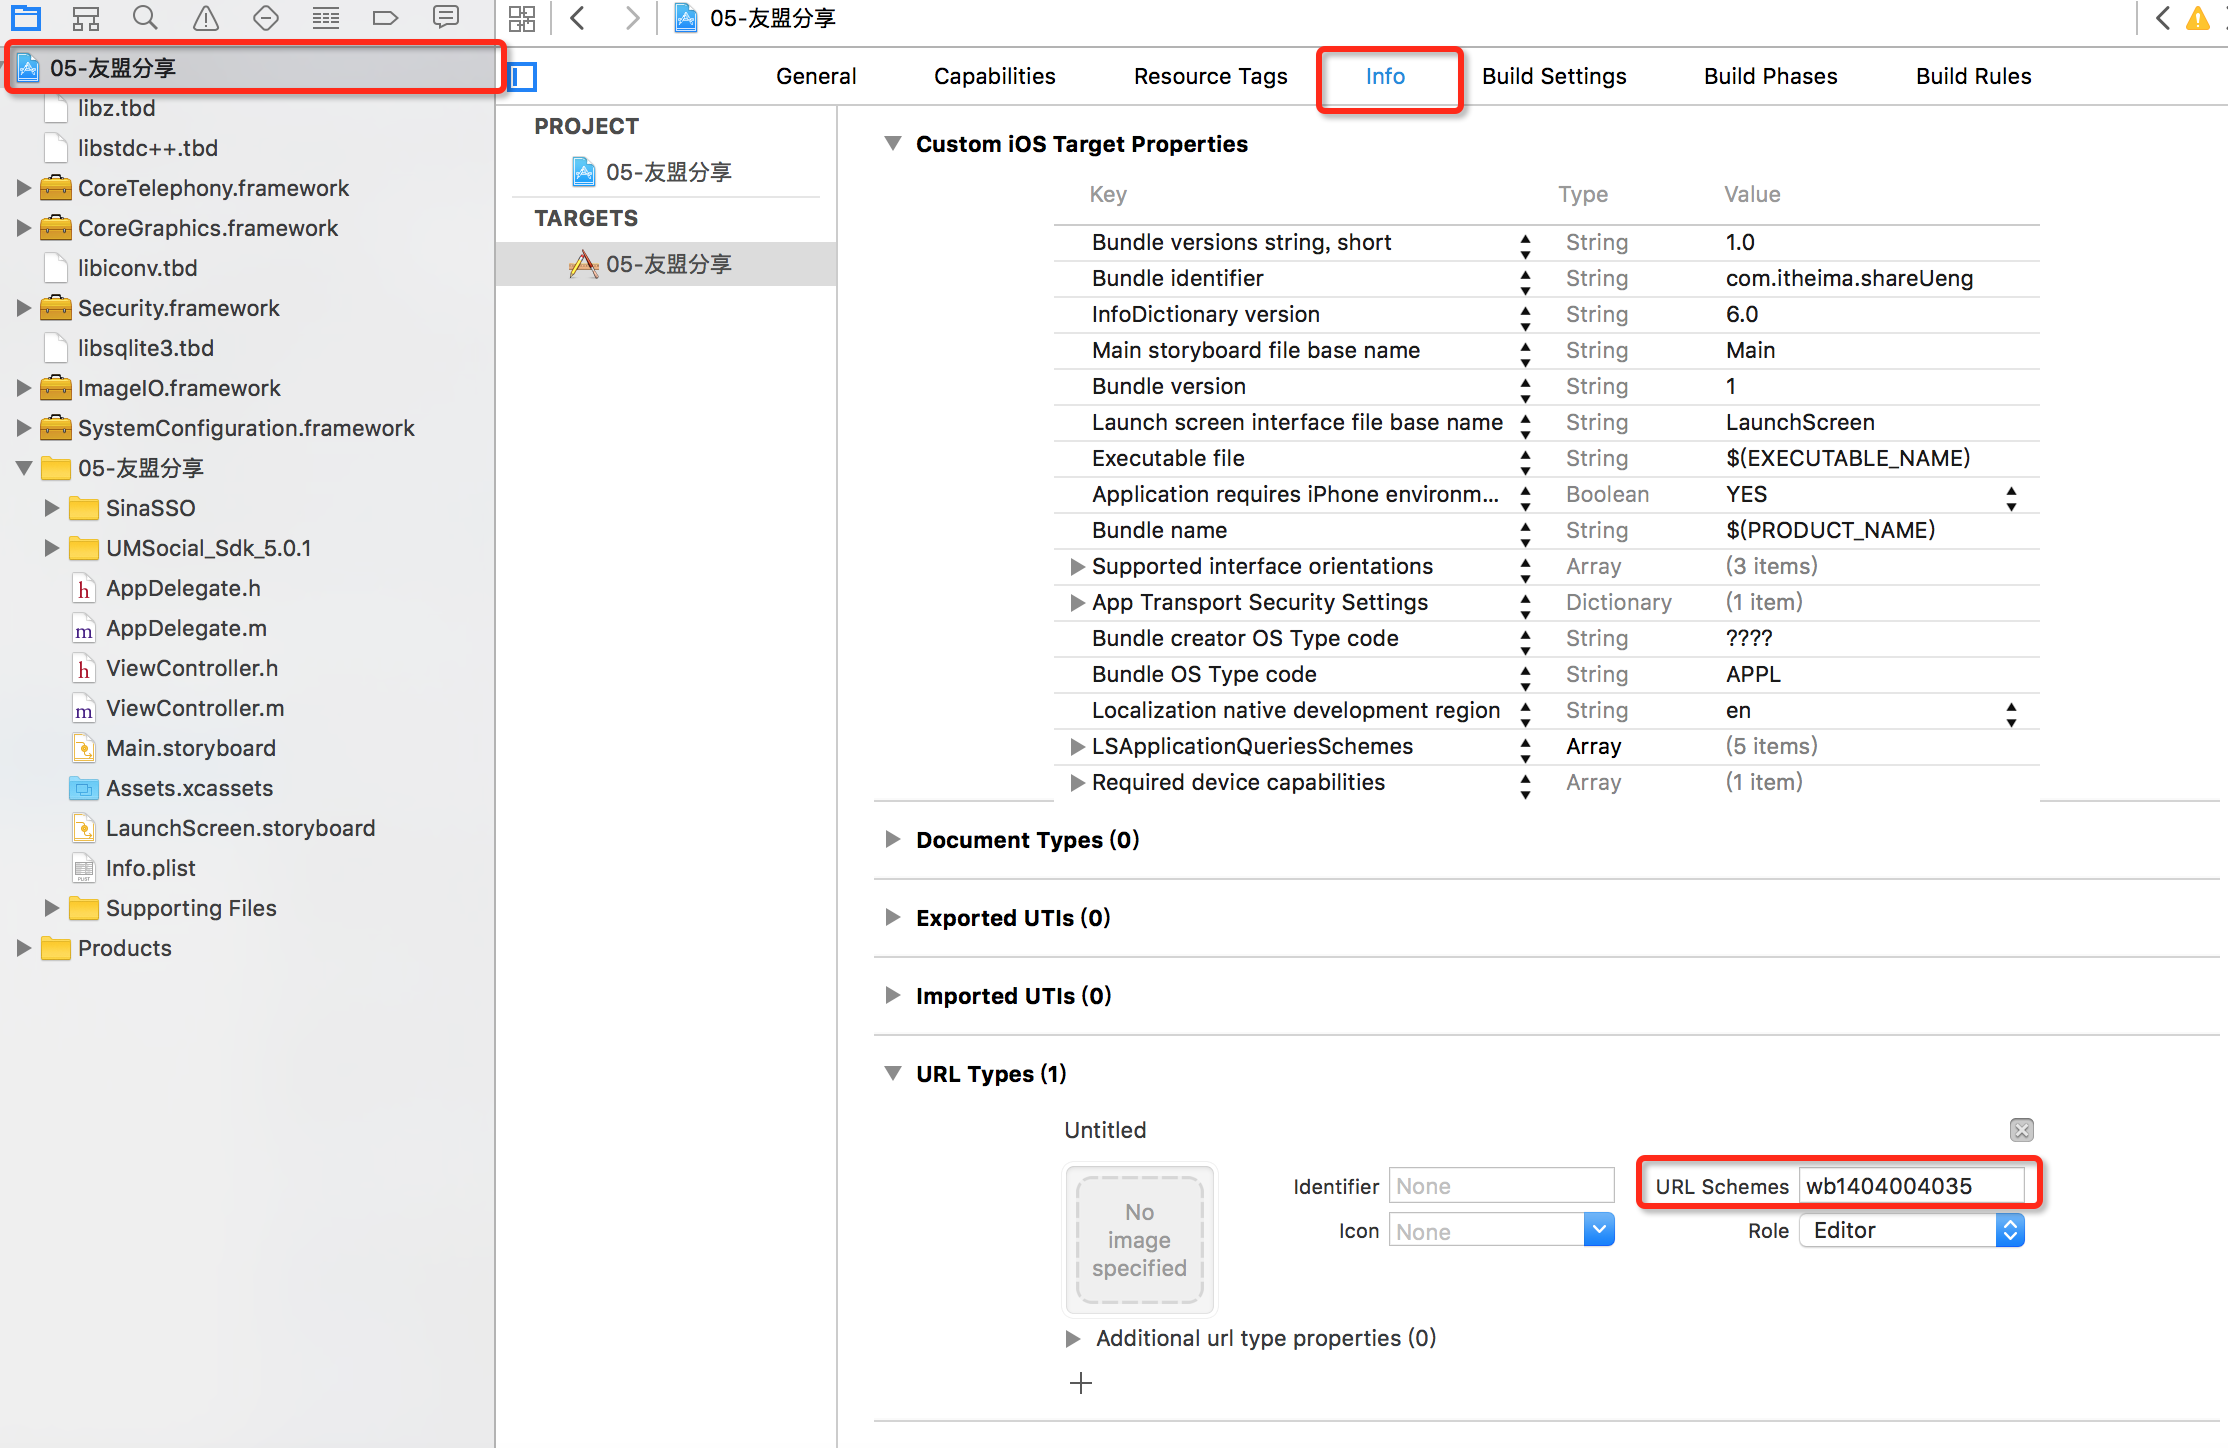 05-友盟分享
05-友盟分享
libz.tbd
libstdc++.tbd
CoreTelephony.framework
CoreGraphics.framework
libiconv.tbd
Security.framework
libsqlite3.tbd
ImageIO.framework
SystemConfiguration.framework
05-友盟分享
SinaSSO
UMSocial_Sdk_5.0.1
h AppDelegate.h
m AppDelegate.m
h ViewController.h
m ViewController.m
Main.storyboard
Assets.xcassets
LaunchScreen.storyboard
PLIST Info.plist
Supporting Files
Products
General Capabilities Resource Tags Info Build Settings Build Phases Build Rules
PROJECT
05-友盟分享
TARGETS
05-友盟分享
Custom iOS Target Properties
Key Type Value
Bundle versions string, short String 1.0
Bundle identifier String com.itheima.shareUeng
InfoDictionary version String 6.0
Main storyboard file base name String Main
Bundle version String 1
Launch screen interface file base name String LaunchScreen
Executable file String $(EXECUTABLE_NAME)
Application requires iPhone environm... Boolean YES
Bundle name String $(PRODUCT_NAME)
Supported interface orientations Array (3 items)
App Transport Security Settings Dictionary (1 item)
Bundle creator OS Type code String ????
Bundle OS Type code String APPL
Localization native development region String en
LSApplicationQueriesSchemes Array (5 items)
Required device capabilities Array (1 item)
Document Types (0)
Exported UTIs (0)
Imported UTIs (0)
URL Types (1)
Untitled
No
image
specified
Identifier None URL Schemes wb1404004035
Icon None Role Editor
Additional url type properties (0)